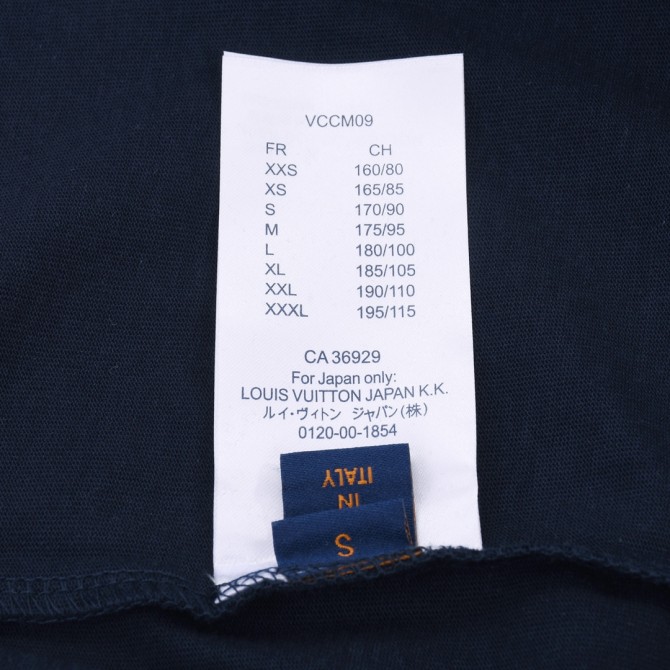 VCCM09
FR CH
XXS 160/80
XS 165/85
S 170/90
M 175/95
L 180/100
XL 185/105
XXL 190/110
XXXL 195/115
CA 36929
For Japan only:
LOUIS VUITTON JAPAN K.K.
ルイ・ヴィトン ジャパン(株)
0120-00-1854
ITALY
IN
S